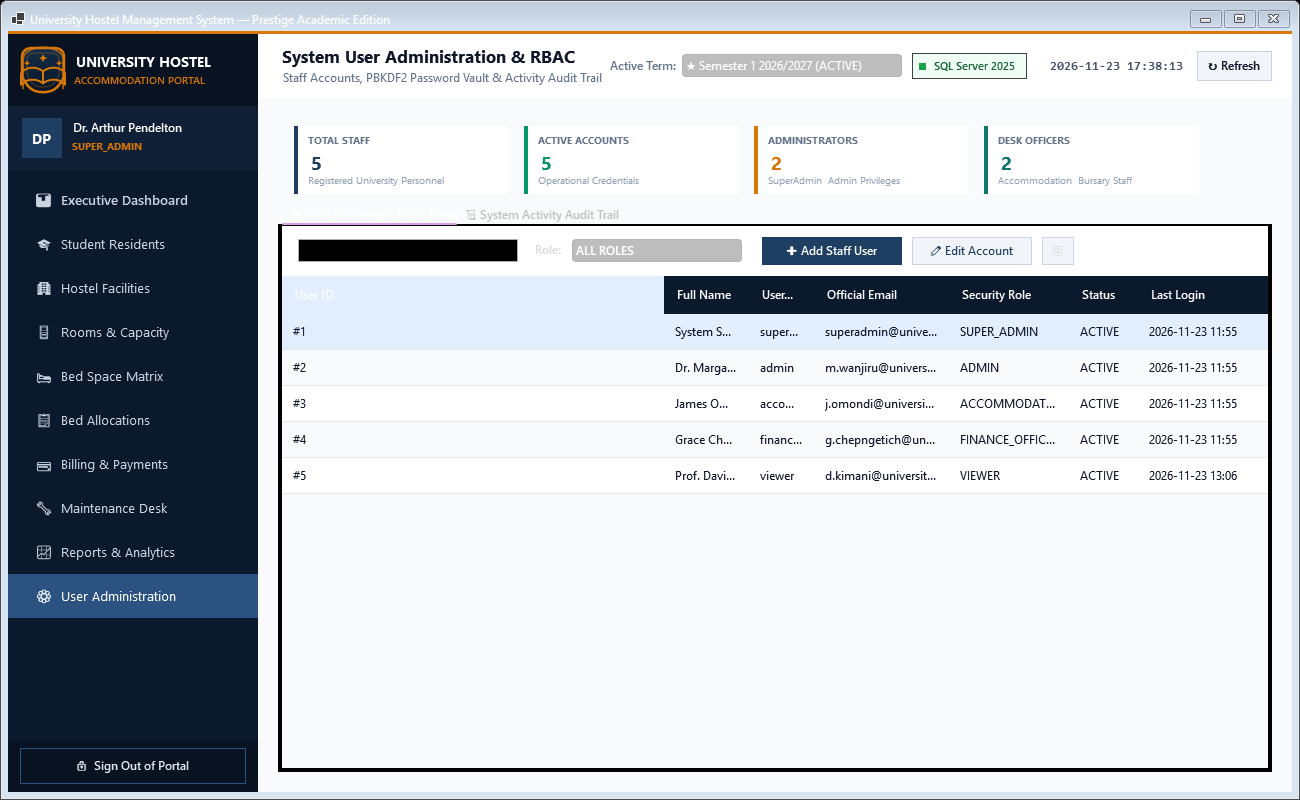 University Hostel Management System — Prestige Academic Edition
UNIVERSITY HOSTEL
ACCOMMODATION PORTAL
DP
Dr. Arthur Pendelton
SUPER_ADMIN
Executive Dashboard
Student Residents
Hostel Facilities
Rooms & Capacity
Bed Space Matrix
Bed Allocations
Billing & Payments
Maintenance Desk
Reports & Analytics
User Administration
Sign Out of Portal
System User Administration & RBAC
Staff Accounts, PBKDF2 Password Vault & Activity Audit Trail
Active Term: ★ Semester 1 2026/2027 (ACTIVE)
SQL Server 2025
2026-11-23 17:38:13
↻ Refresh
TOTAL STAFF
5
Registered University Personnel
ACTIVE ACCOUNTS
5
Operational Credentials
ADMINISTRATORS
2
SuperAdmin Admin Privileges
DESK OFFICERS
2
Accommodation Bursary Staff
System Activity Audit Trail
Role: ALL ROLES
Add Staff User
Edit Account
User ID Full Name User... Official Email Security Role Status Last Login
#1 System S... super... superadmin@unive... SUPER_ADMIN ACTIVE 2026-11-23 11:55
#2 Dr. Marga... admin m.wanjiru@univers... ADMIN ACTIVE 2026-11-23 11:55
#3 James O... acco... j.omondi@universi... ACCOMMODAT... ACTIVE 2026-11-23 11:55
#4 Grace Ch... financ... g.chepngetich@un... FINANCE_OFFIC... ACTIVE 2026-11-23 11:55
#5 Prof. Davi... viewer d.kimani@universit... VIEWER ACTIVE 2026-11-23 13:06